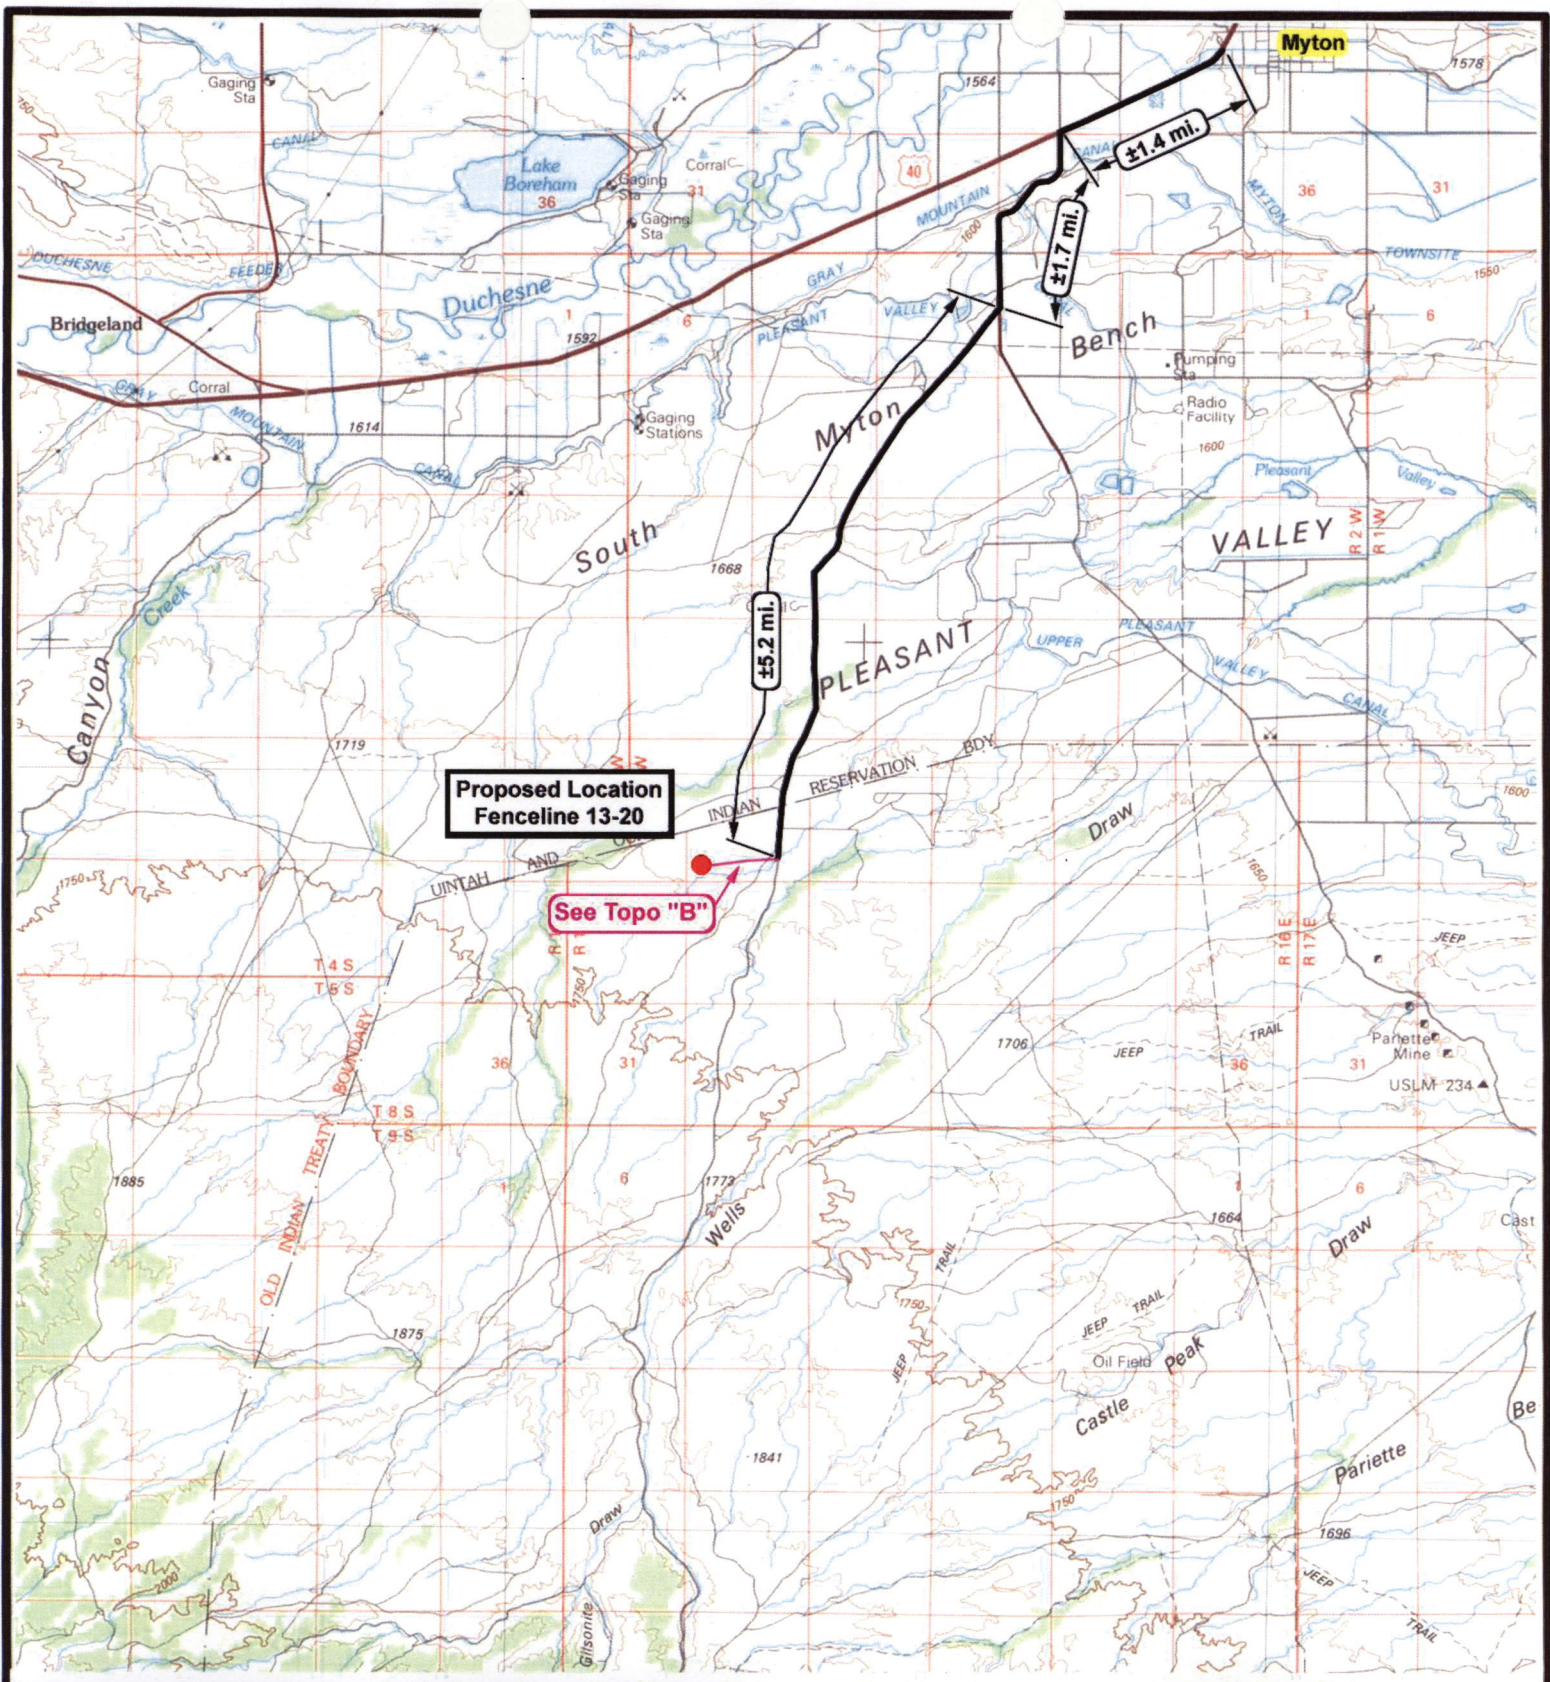 Myton
1578
Gaging
Sta
1564
CANAL
Lake
Boreham
36
Corral
Gaging
Sta
31
Gaging
Sta
40
CANAL
±1.4 mi.
MOUNTAIN
1600
±1.7 mi.
MYTON
36
31
TOWNSITE
1550
DUCHESNE
FEEDER
Duchesne
GRAY
PLEASANT
VALLEY
Bridgeland
1592
1
6
Bench
1
6
Pumping
Sta
GRAY
Corral
MOUNTAIN
1614
CANAL
Gaging
Stations
Myton
Radio
Facility
1600
Pleasant
Valley
South
1668
VALLEY
R 2 W
R 1 W
Creek
Canyon
±5.2 mi.
PLEASANT
UPPER
PLEASANT
VALLEY
CANAL
1719
Proposed Location
Fenceline 13-20
UINTAH AND
INDIAN
RESERVATION
BDY
1600
Draw
1650
See Topo "B"
1750
R 16 E
R 17 E
JEEP
T 4 S
T 5 S
1750
OLD INDIAN TREATY BOUNDARY
36
31
1706
JEEP
TRAIL
36
31
Pariette
Mine
USLM 234
T 8 S
T 9 S
1885
1
6
1773
Wells
1
6
1664
Draw
Cast
TRAIL
1750
JEEP
JEEP
TRAIL
1875
Oil Field
Peak
Castle
Be
1841
Pariette
1750
Draw
1696
2000
Gilsonite
JEEP
TRAIL